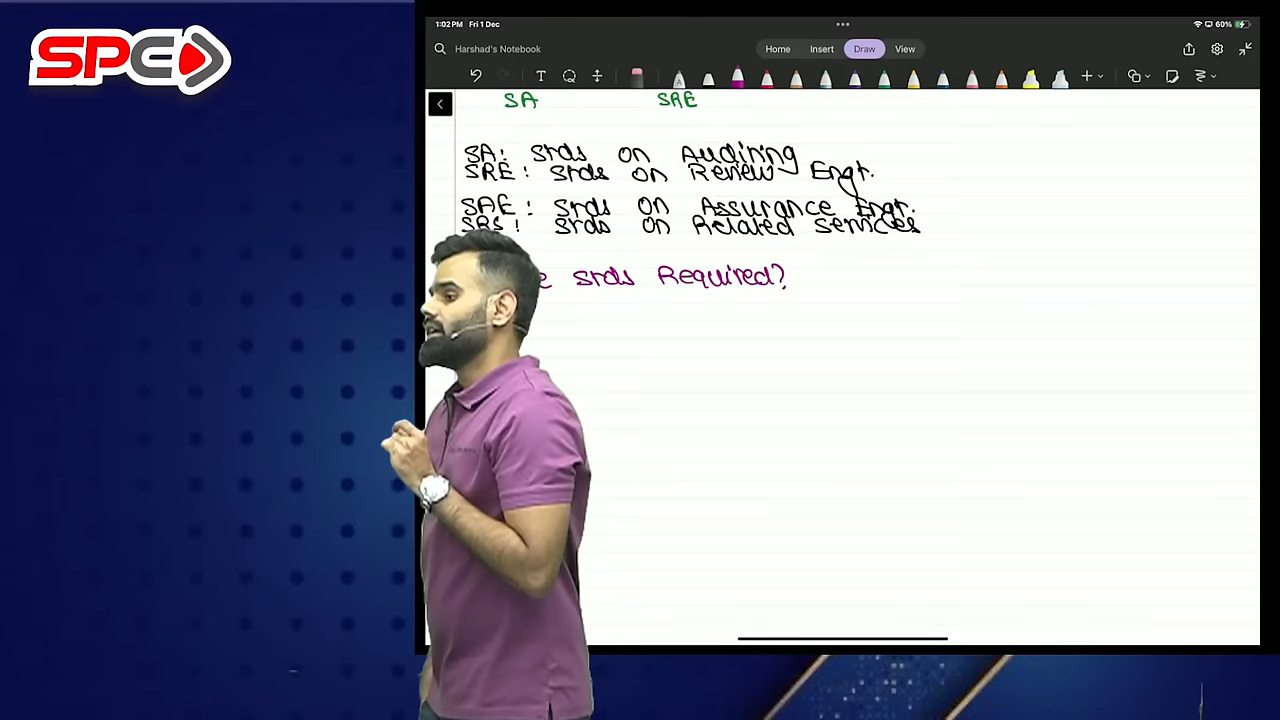 SPE
1:02 PM Fri 1 Dec
60%
Harshad's Notebook
Home Insert Draw View
SA SAE
SA: Stds on Auditing
SRE: Stds on Review Engt.
SAE: Stds on Assurance Engt.
SRS: Stds on Related Services
Stds Required?